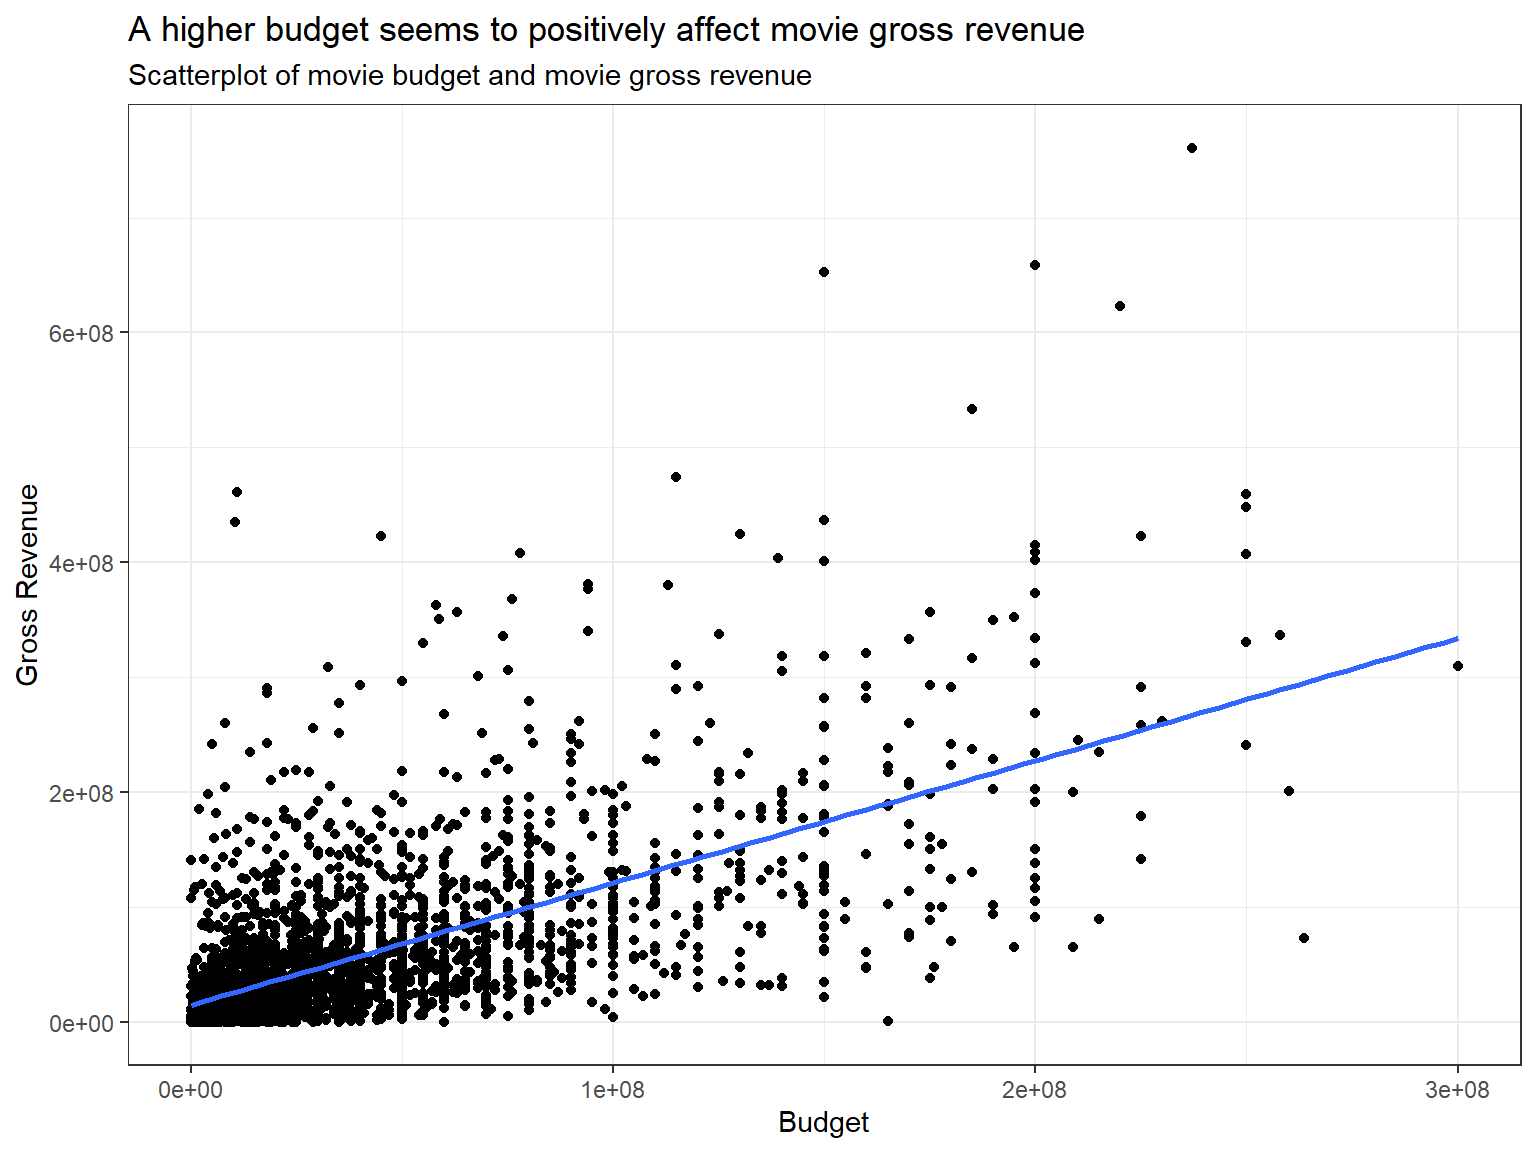 A higher budget seems to positively affect movie gross revenue
Scatterplot of movie budget and movie gross revenue
Gross Revenue
6e+08
4e+08
2e+08
0e+00
0e+00
1e+08
2e+08
3e+08
Budget